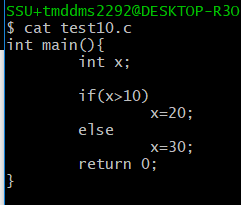 SSU+tmddms2292@DESKTOP-R3O
$ cat test10.c
int main(){
        int x;

        if(x>10)
                x=20;
        else
                x=30;
        return 0;
}